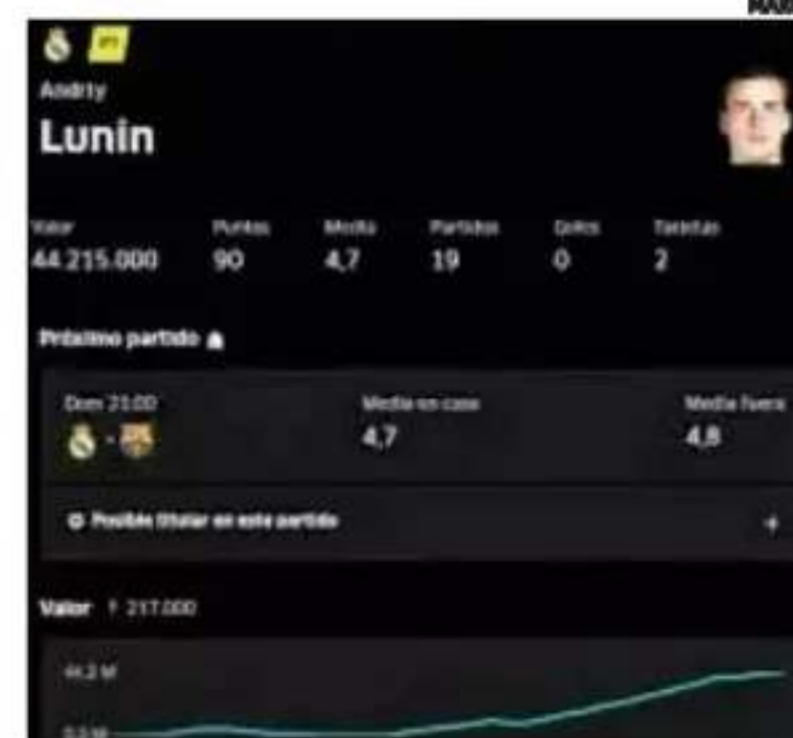 PT
Andriy
Lunin
Valor Puntos Media Partidos Goles Tarjetas
44.215.000 90 4,7 19 0 2
Próximo partido
Dom 21:00 Media en casa Media fuera
4,7 4,8
Posible titular en este partido +
Valor ↑ 217.000
44,2 M